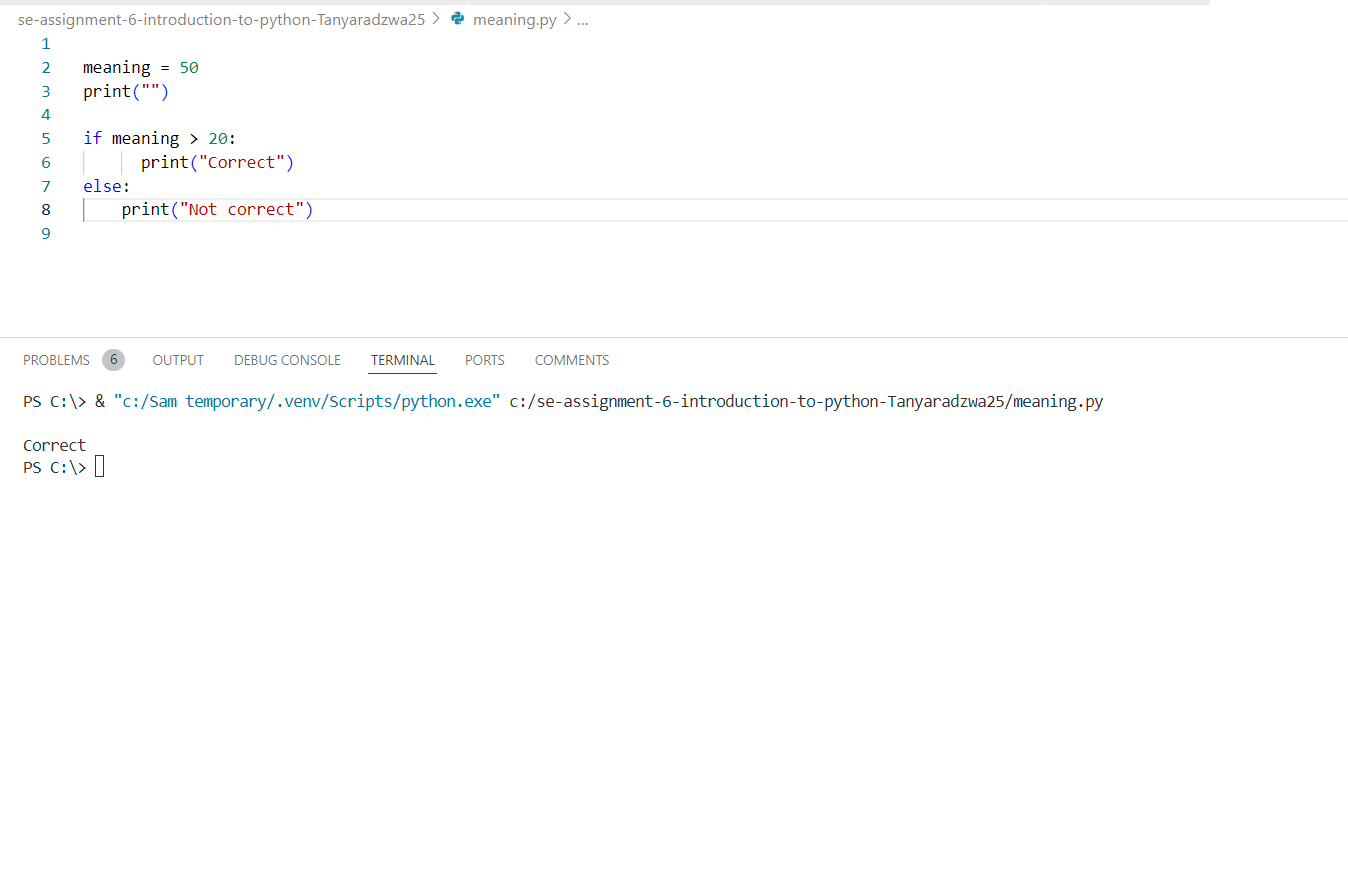 se-assignment-6-introduction-to-python-Tanyaradzwa25 > meaning.py > ...
1
2 meaning = 50
3 print("")
4
5 if meaning > 20:
6 print("Correct")
7 else:
8 print("Not correct")
9
PROBLEMS 6 OUTPUT DEBUG CONSOLE TERMINAL PORTS COMMENTS
PS C:\> & "c:/Sam temporary/.venv/Scripts/python.exe" c:/se-assignment-6-introduction-to-python-Tanyaradzwa25/meaning.py
Correct
PS C:\>